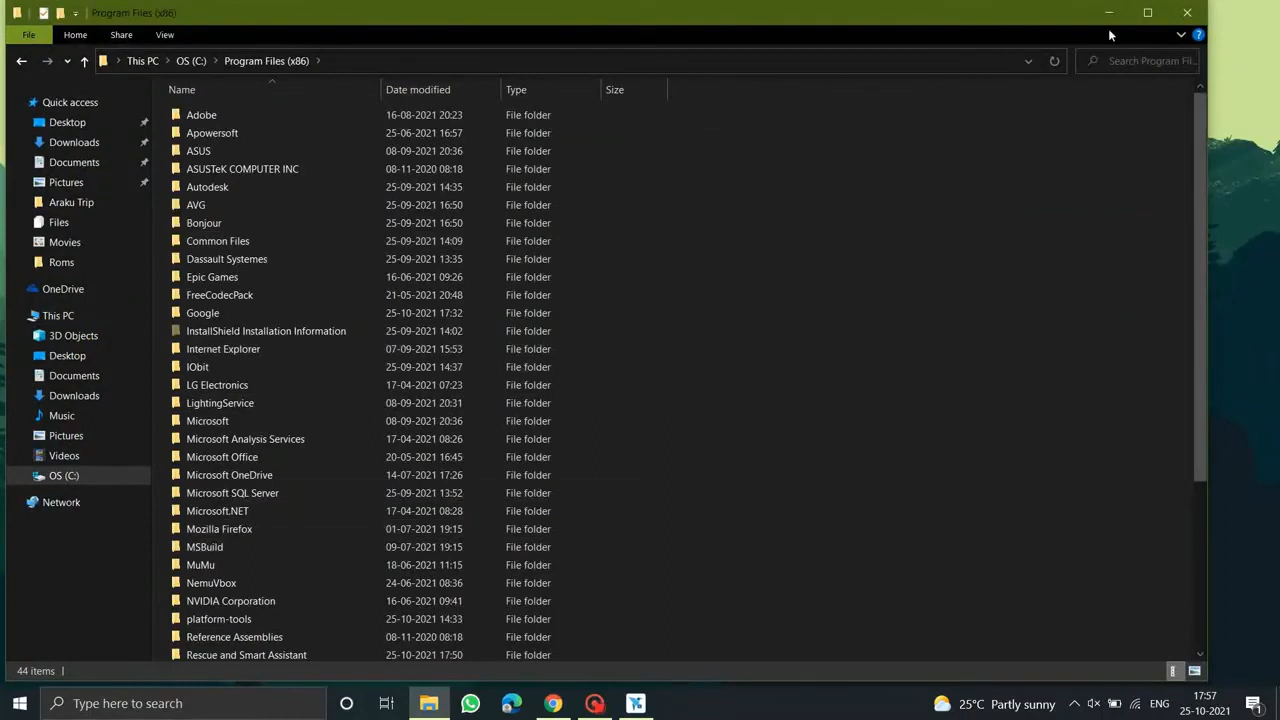 Program Files (x86)
File Home Share View
This PC OS (C:) Program Files (x86) Search Program Fil...
Name Date modified Type Size
Quick access
Desktop
Downloads
Documents
Pictures
Araku Trip
Files
Movies
Roms
OneDrive
This PC
3D Objects
Desktop
Documents
Downloads
Music
Pictures
Videos
OS (C:)
Network
Adobe 16-08-2021 20:23 File folder
Apowersoft 25-06-2021 16:57 File folder
ASUS 08-09-2021 20:36 File folder
ASUSTeK COMPUTER INC 08-11-2020 08:18 File folder
Autodesk 25-09-2021 14:35 File folder
AVG 25-09-2021 16:50 File folder
Bonjour 25-09-2021 16:50 File folder
Common Files 25-09-2021 14:09 File folder
Dassault Systemes 25-09-2021 13:35 File folder
Epic Games 16-06-2021 09:26 File folder
FreeCodecPack 21-05-2021 20:48 File folder
Google 25-10-2021 17:32 File folder
InstallShield Installation Information 25-09-2021 14:02 File folder
Internet Explorer 07-09-2021 15:53 File folder
IObit 25-09-2021 14:37 File folder
LG Electronics 17-04-2021 07:23 File folder
LightingService 08-09-2021 20:31 File folder
Microsoft 08-09-2021 20:36 File folder
Microsoft Analysis Services 17-04-2021 08:26 File folder
Microsoft Office 20-05-2021 16:45 File folder
Microsoft OneDrive 14-07-2021 17:26 File folder
Microsoft SQL Server 25-09-2021 13:52 File folder
Microsoft.NET 17-04-2021 08:28 File folder
Mozilla Firefox 01-07-2021 19:15 File folder
MSBuild 09-07-2021 19:15 File folder
MuMu 18-06-2021 11:15 File folder
NemuVbox 24-06-2021 08:36 File folder
NVIDIA Corporation 16-06-2021 09:41 File folder
platform-tools 25-10-2021 14:33 File folder
Reference Assemblies 08-11-2020 08:18 File folder
Rescue and Smart Assistant 25-10-2021 17:50 File folder
44 items
Type here to search 25°C Partly sunny ENG 17:57
25-10-2021 1